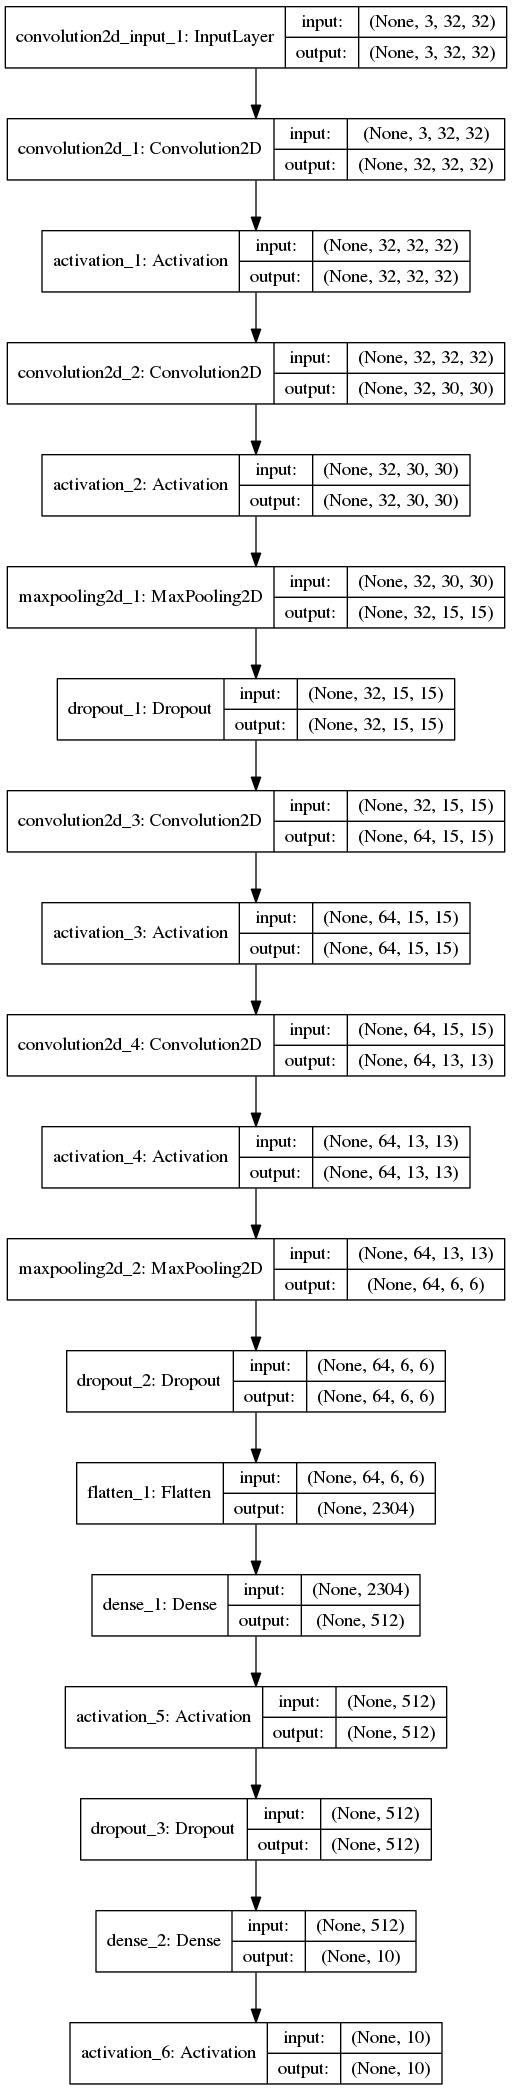 convolution2d_input_1: InputLayer
input:
(None, 3, 32, 32)
output:
(None, 3, 32, 32)
convolution2d_1: Convolution2D
input:
(None, 3, 32, 32)
output:
(None, 32, 32, 32)
activation_1: Activation
input:
(None, 32, 32, 32)
output:
(None, 32, 32, 32)
convolution2d_2: Convolution2D
input:
(None, 32, 32, 32)
output:
(None, 32, 30, 30)
activation_2: Activation
input:
(None, 32, 30, 30)
output:
(None, 32, 30, 30)
maxpooling2d_1: MaxPooling2D
input:
(None, 32, 30, 30)
output:
(None, 32, 15, 15)
dropout_1: Dropout
input:
(None, 32, 15, 15)
output:
(None, 32, 15, 15)
convolution2d_3: Convolution2D
input:
(None, 32, 15, 15)
output:
(None, 64, 15, 15)
activation_3: Activation
input:
(None, 64, 15, 15)
output:
(None, 64, 15, 15)
convolution2d_4: Convolution2D
input:
(None, 64, 15, 15)
output:
(None, 64, 13, 13)
activation_4: Activation
input:
(None, 64, 13, 13)
output:
(None, 64, 13, 13)
maxpooling2d_2: MaxPooling2D
input:
(None, 64, 13, 13)
output:
(None, 64, 6, 6)
dropout_2: Dropout
input:
(None, 64, 6, 6)
output:
(None, 64, 6, 6)
flatten_1: Flatten
input:
(None, 64, 6, 6)
output:
(None, 2304)
dense_1: Dense
input:
(None, 2304)
output:
(None, 512)
activation_5: Activation
input:
(None, 512)
output:
(None, 512)
dropout_3: Dropout
input:
(None, 512)
output:
(None, 512)
dense_2: Dense
input:
(None, 512)
output:
(None, 10)
activation_6: Activation
input:
(None, 10)
output:
(None, 10)